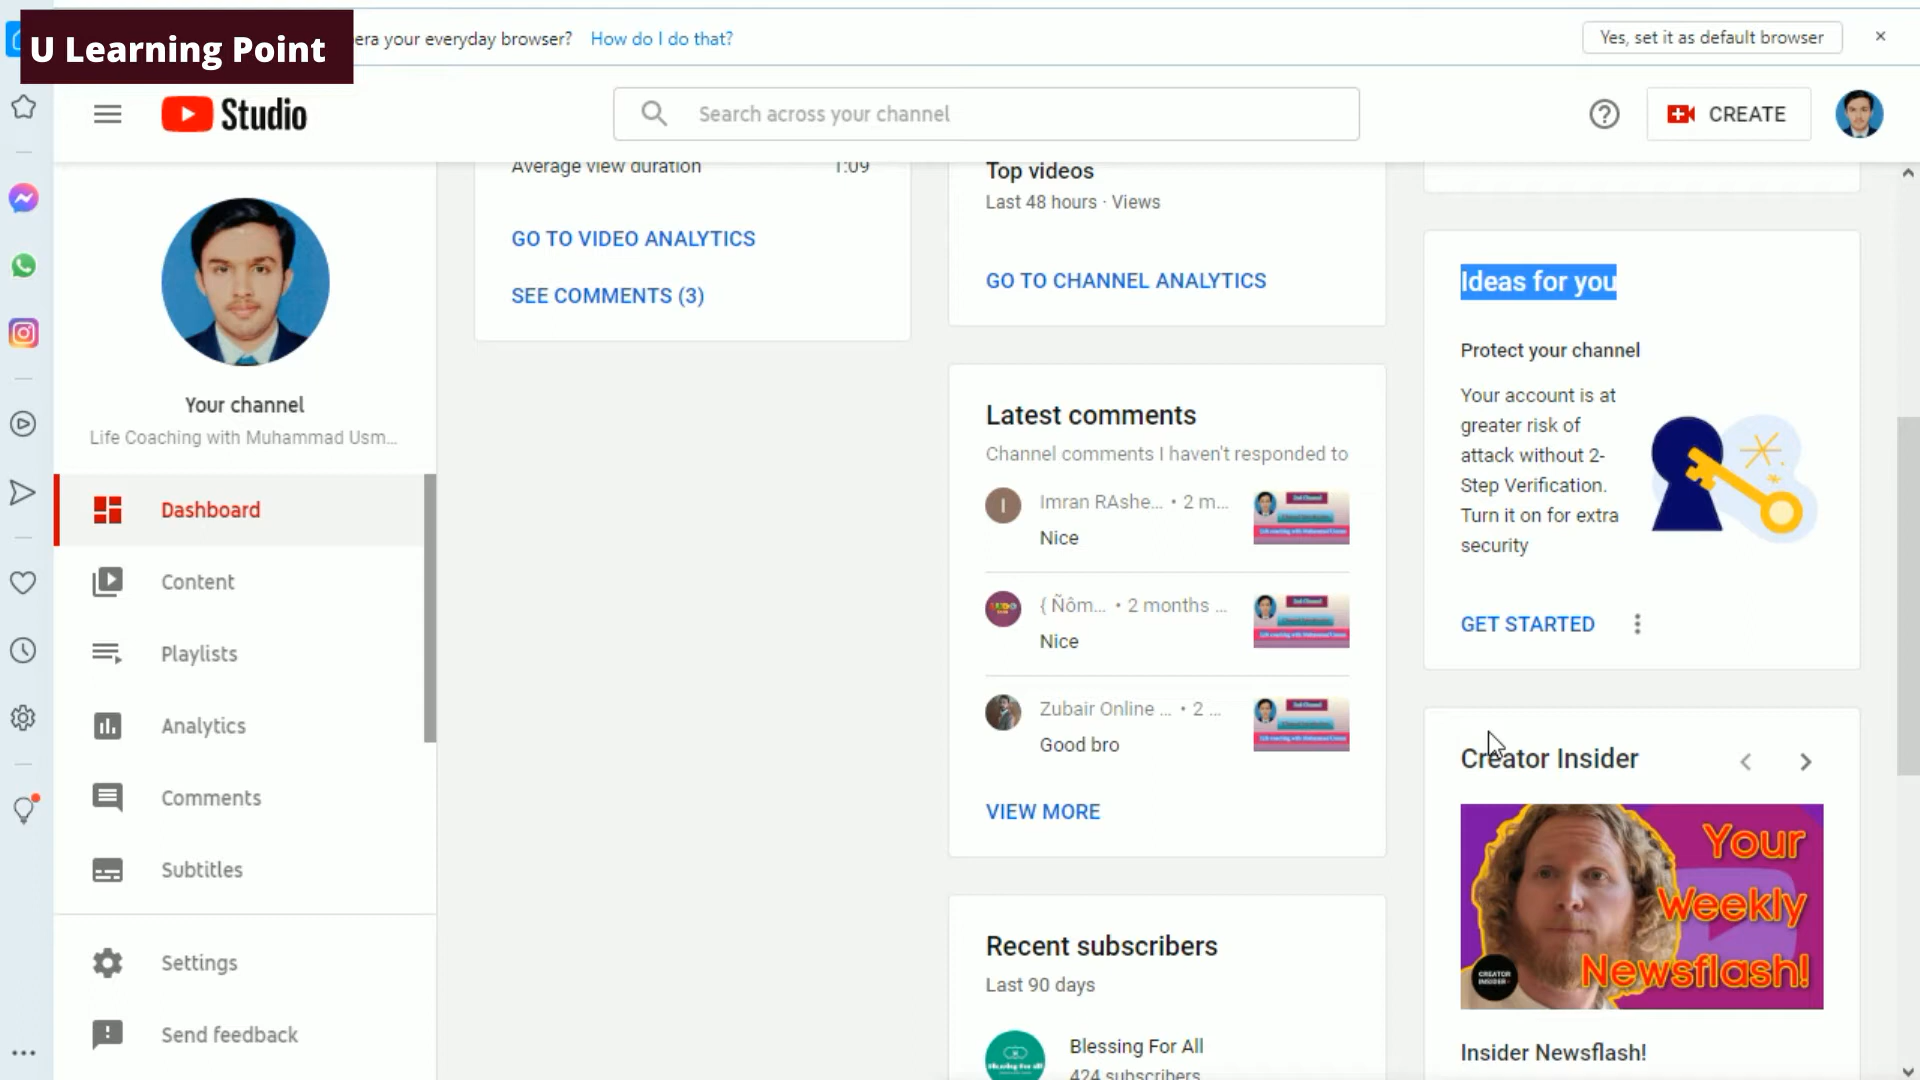 U Learning Point
era your everyday browser? How do I do that?
Yes, set it as default browser
Studio
Search across your channel
CREATE
Your channel
Life Coaching with Muhammad Usm...
Dashboard
Content
Playlists
Analytics
Comments
Subtitles
Settings
Send feedback
Average view duration 1:09
GO TO VIDEO ANALYTICS
SEE COMMENTS (3)
Top videos
Last 48 hours · Views
GO TO CHANNEL ANALYTICS
Latest comments
Channel comments I haven't responded to
Imran RAshe... • 2 m...
Nice
{ Ñôm... • 2 months ...
Nice
Zubair Online ... • 2 ...
Good bro
VIEW MORE
Recent subscribers
Last 90 days
Blessing For All
424 subscribers
Ideas for you
Protect your channel
Your account is at
greater risk of
attack without 2-
Step Verification.
Turn it on for extra
security
GET STARTED
Creator Insider
Your
Weekly
Newsflash!
CREATOR
INSIDER
Insider Newsflash!